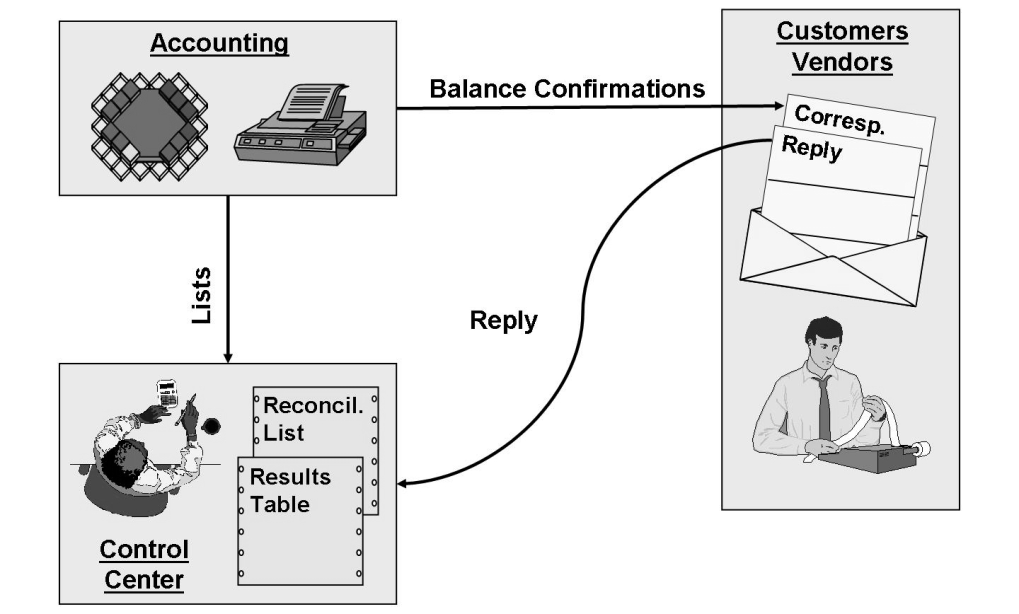 Accounting
Customers
Vendors
Balance Confirmations
Corresp.
Reply
Lists
Reply
Reconcil.
List
Results
Table
Control
Center